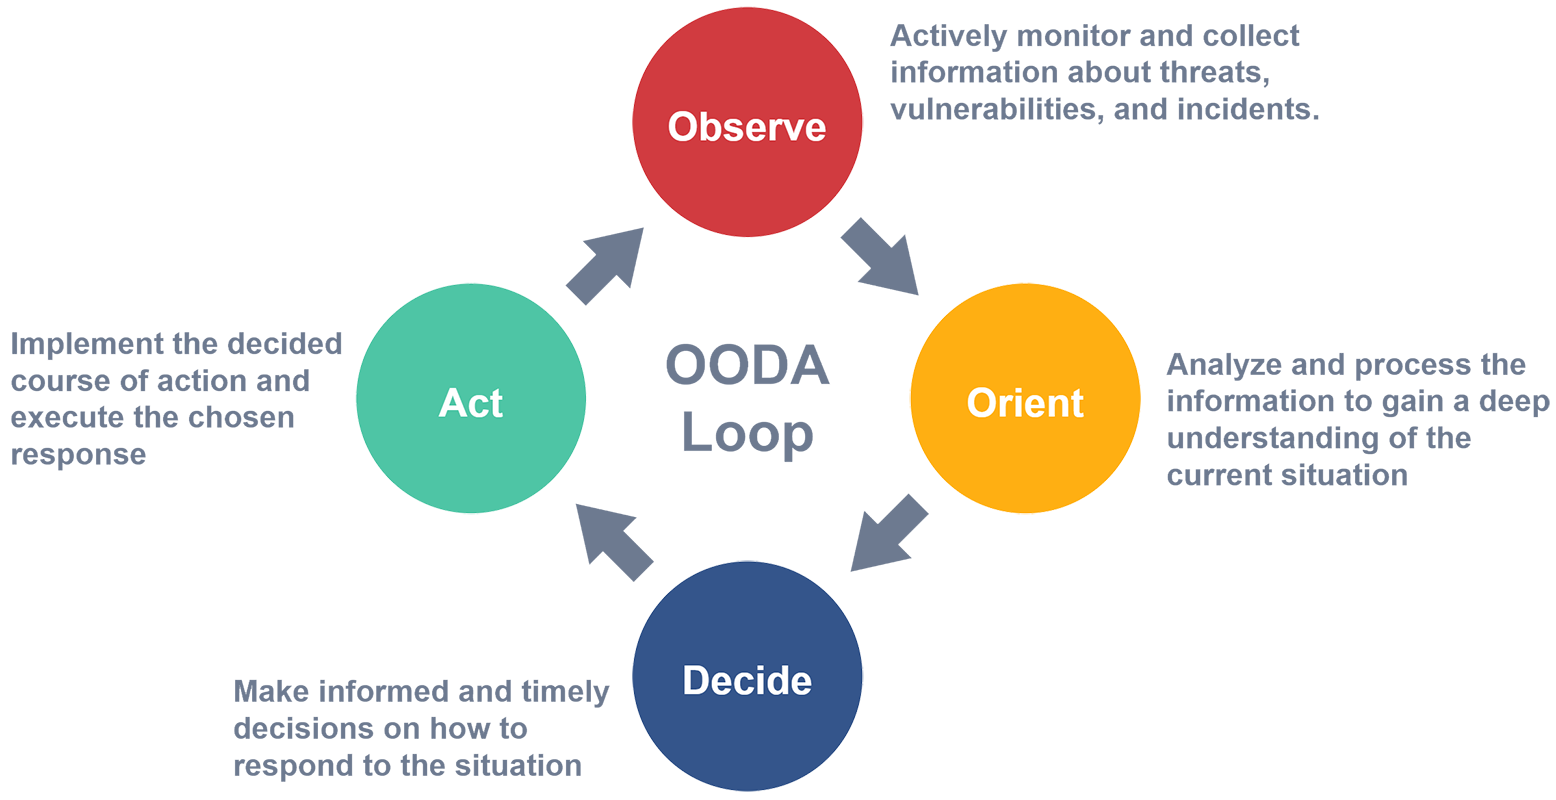 Observe
Actively monitor and collect
information about threats,
vulnerabilities, and incidents.
OODA
Loop
Orient
Analyze and process the
information to gain a deep
understanding of the
current situation
Decide
Make informed and timely
decisions on how to
respond to the situation
Act
Implement the decided
course of action and
execute the chosen
response